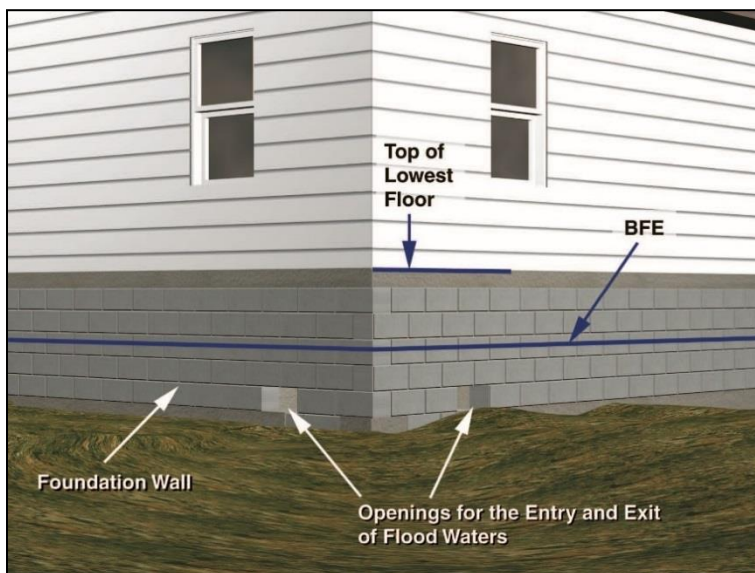 Top of
Lowest
Floor
BFE
Foundation Wall
Openings for the Entry and Exit
of Flood Waters